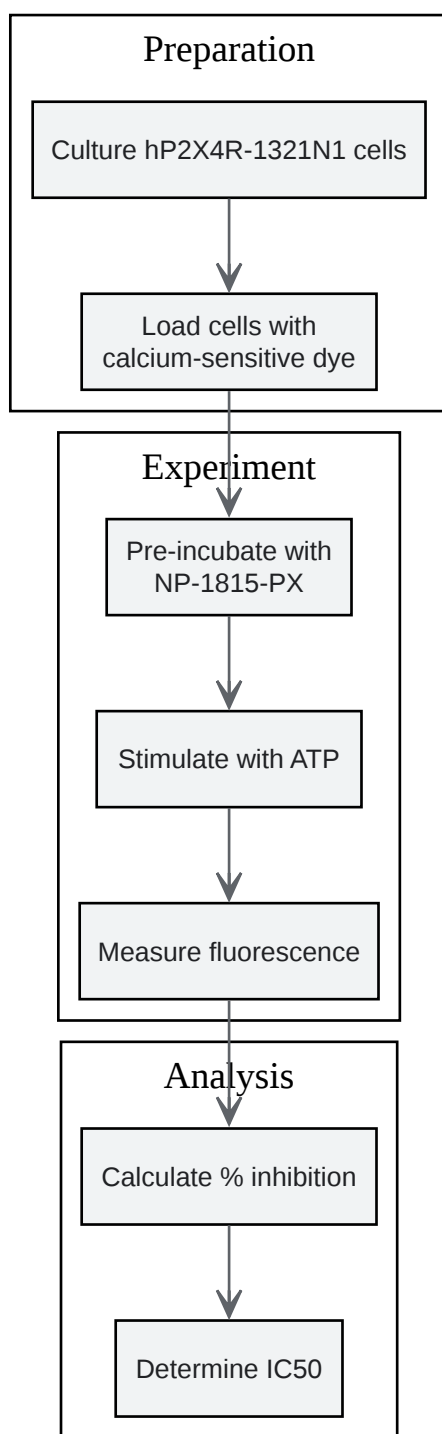 Preparation
Culture hP2X4R-1321N1 cells
Load cells with
calcium-sensitive dye
Experiment
Pre-incubate with
NP-1815-PX
Stimulate with ATP
Measure fluorescence
Analysis
Calculate % inhibition
Determine IC50